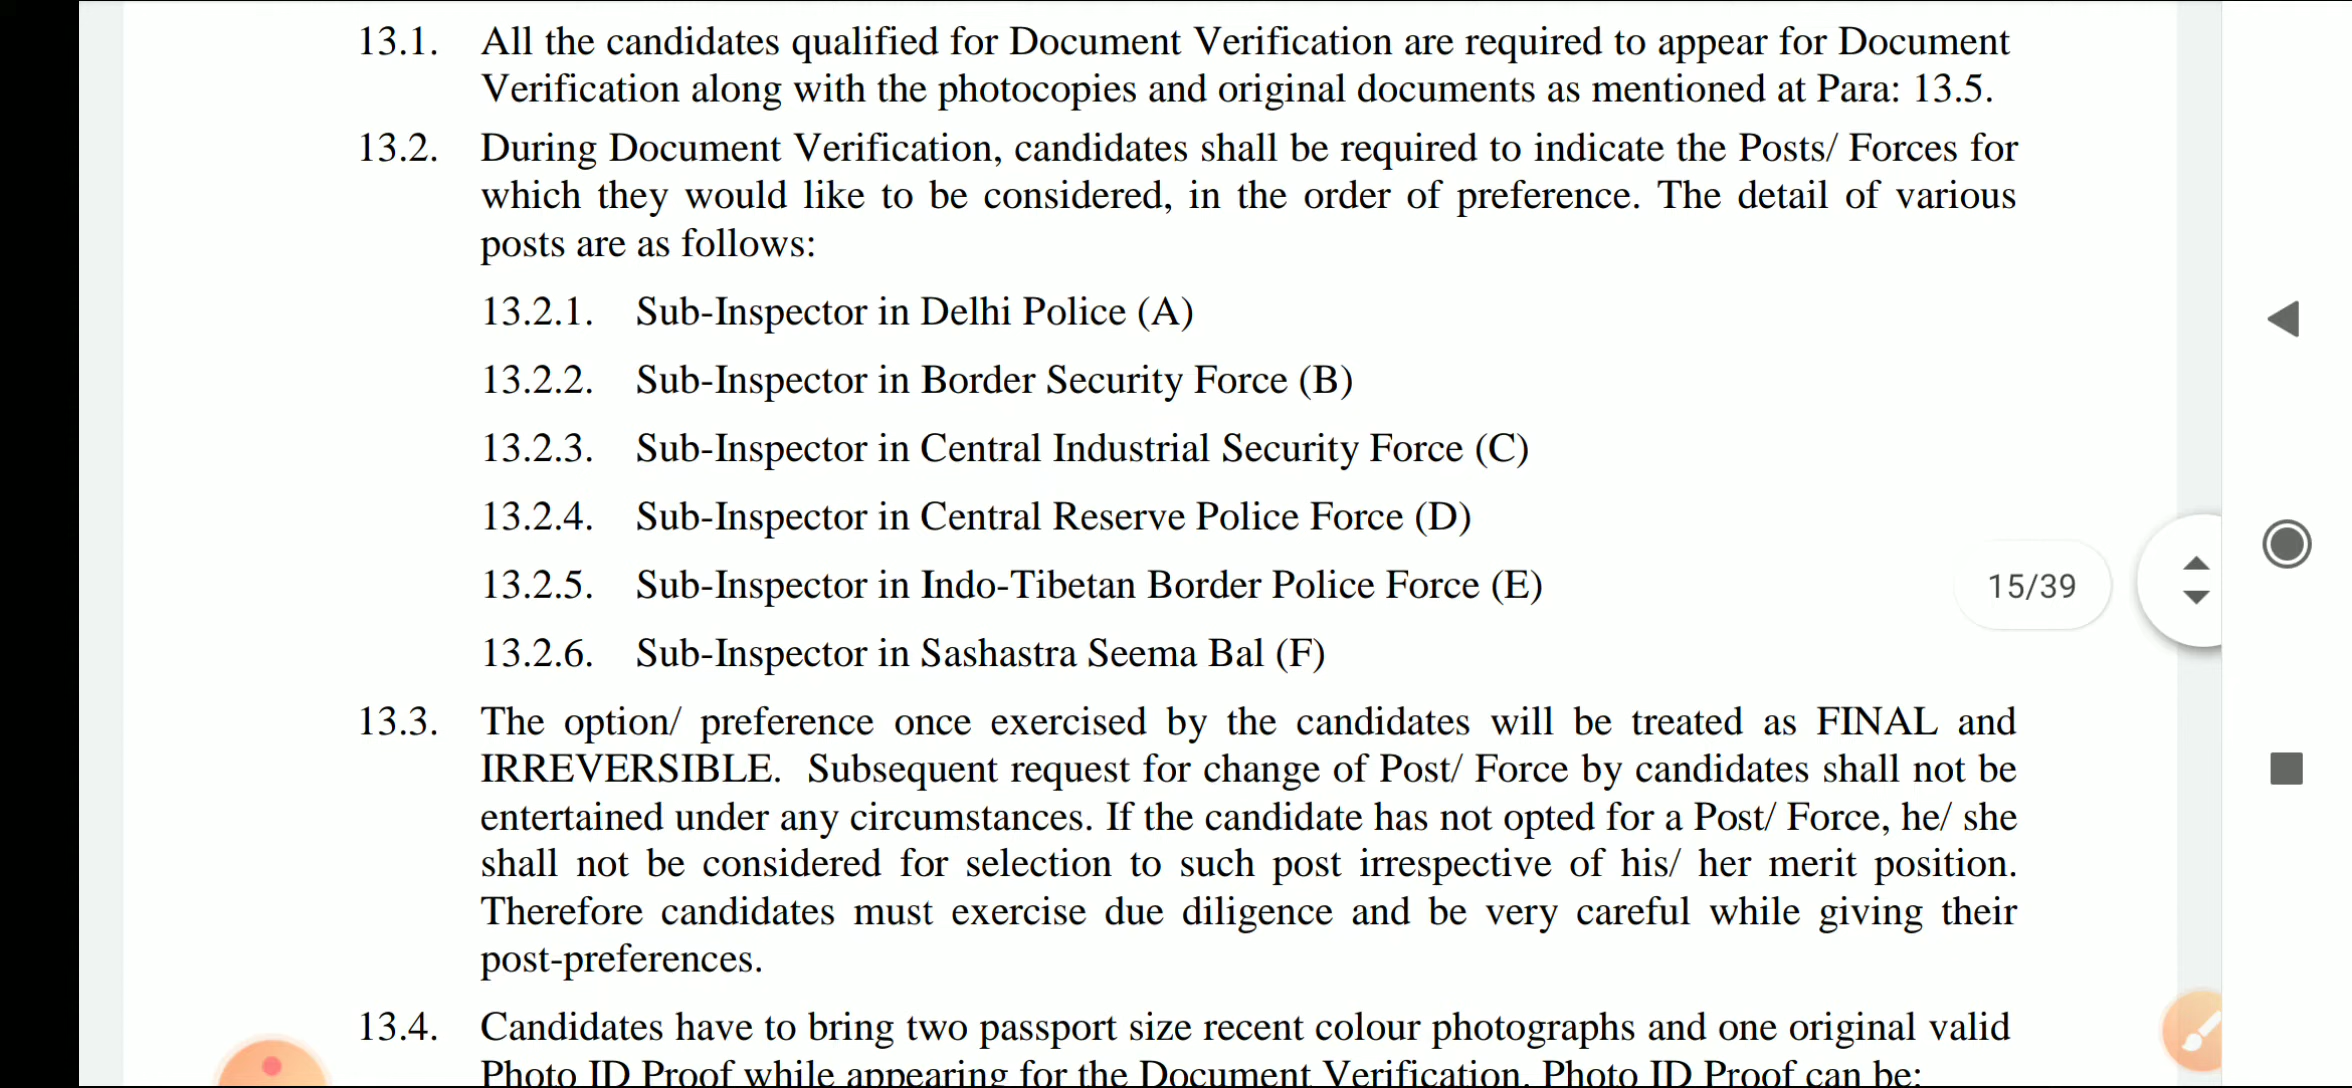 13.1. All the candidates qualified for Document Verification are required to appear for Document
Verification along with the photocopies and original documents as mentioned at Para: 13.5.
13.2. During Document Verification, candidates shall be required to indicate the Posts/ Forces for
which they would like to be considered, in the order of preference. The detail of various
posts are as follows:
13.2.1. Sub-Inspector in Delhi Police (A)
13.2.2. Sub-Inspector in Border Security Force (B)
13.2.3. Sub-Inspector in Central Industrial Security Force (C)
13.2.4. Sub-Inspector in Central Reserve Police Force (D)
13.2.5. Sub-Inspector in Indo-Tibetan Border Police Force (E)
15/39
13.2.6. Sub-Inspector in Sashastra Seema Bal (F)
13.3. The option/ preference once exercised by the candidates will be treated as FINAL and
IRREVERSIBLE. Subsequent request for change of Post/ Force by candidates shall not be
entertained under any circumstances. If the candidate has not opted for a Post/ Force, he/ she
shall not be considered for selection to such post irrespective of his/ her merit position.
Therefore candidates must exercise due diligence and be very careful while giving their
post-preferences.
13.4. Candidates have to bring two passport size recent colour photographs and one original valid
Photo ID Proof while appearing for the Document Verification. Photo ID Proof can be: